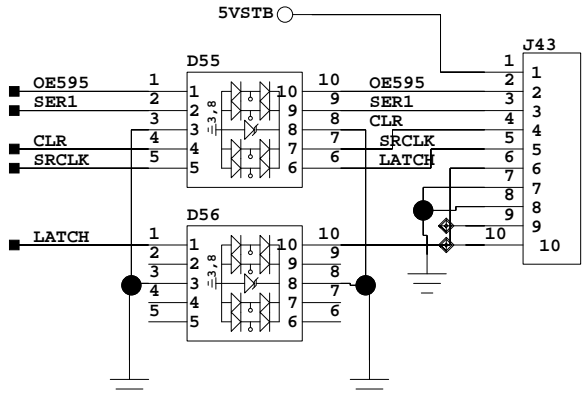 5VSTB
J43
D55
1 1
OE595 1 1 10 10 OE595 2 2
SER1 2 2 9 9 SER1 3 3
3 3 =3,8 8 8 CLR 4 4
CLR 4 4 7 7 SRCLK 5 5
SRCLK 5 5 6 6 LATCH 6 6
7 7
D56 8 8
9 9
LATCH 1 1 10 10 10 10
2 2 9 9
3 3 =3,8 8 8
4 4 7 7
5 5 6 6